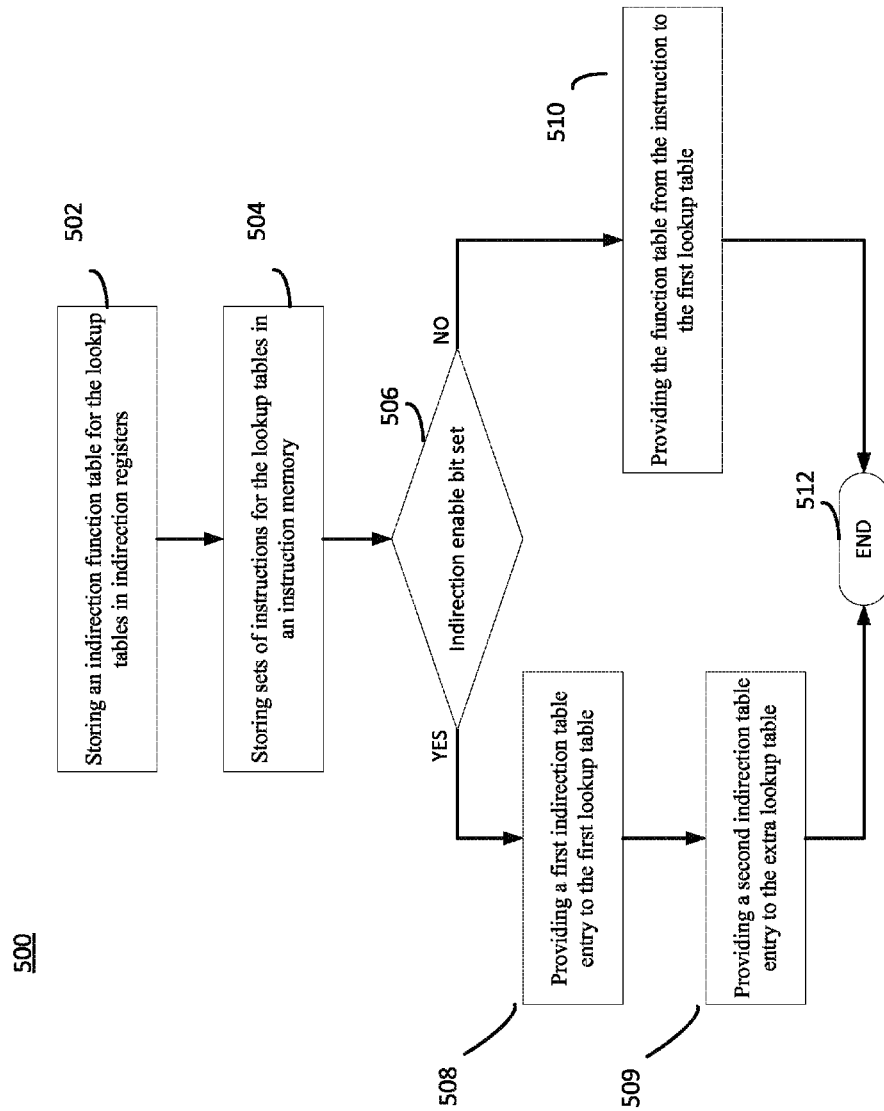 500
502
Storing an indirection function table for the lookup
tables in indirection registers
504
Storing sets of instructions for the lookup tables in
an instruction memory
506
Indirection enable bit set
YES
NO
508
Providing a first indirection table
entry to the first lookup table
509
Providing a second indirection table
entry to the extra lookup table
510
Providing the function table from the instruction to
the first lookup table
512
END